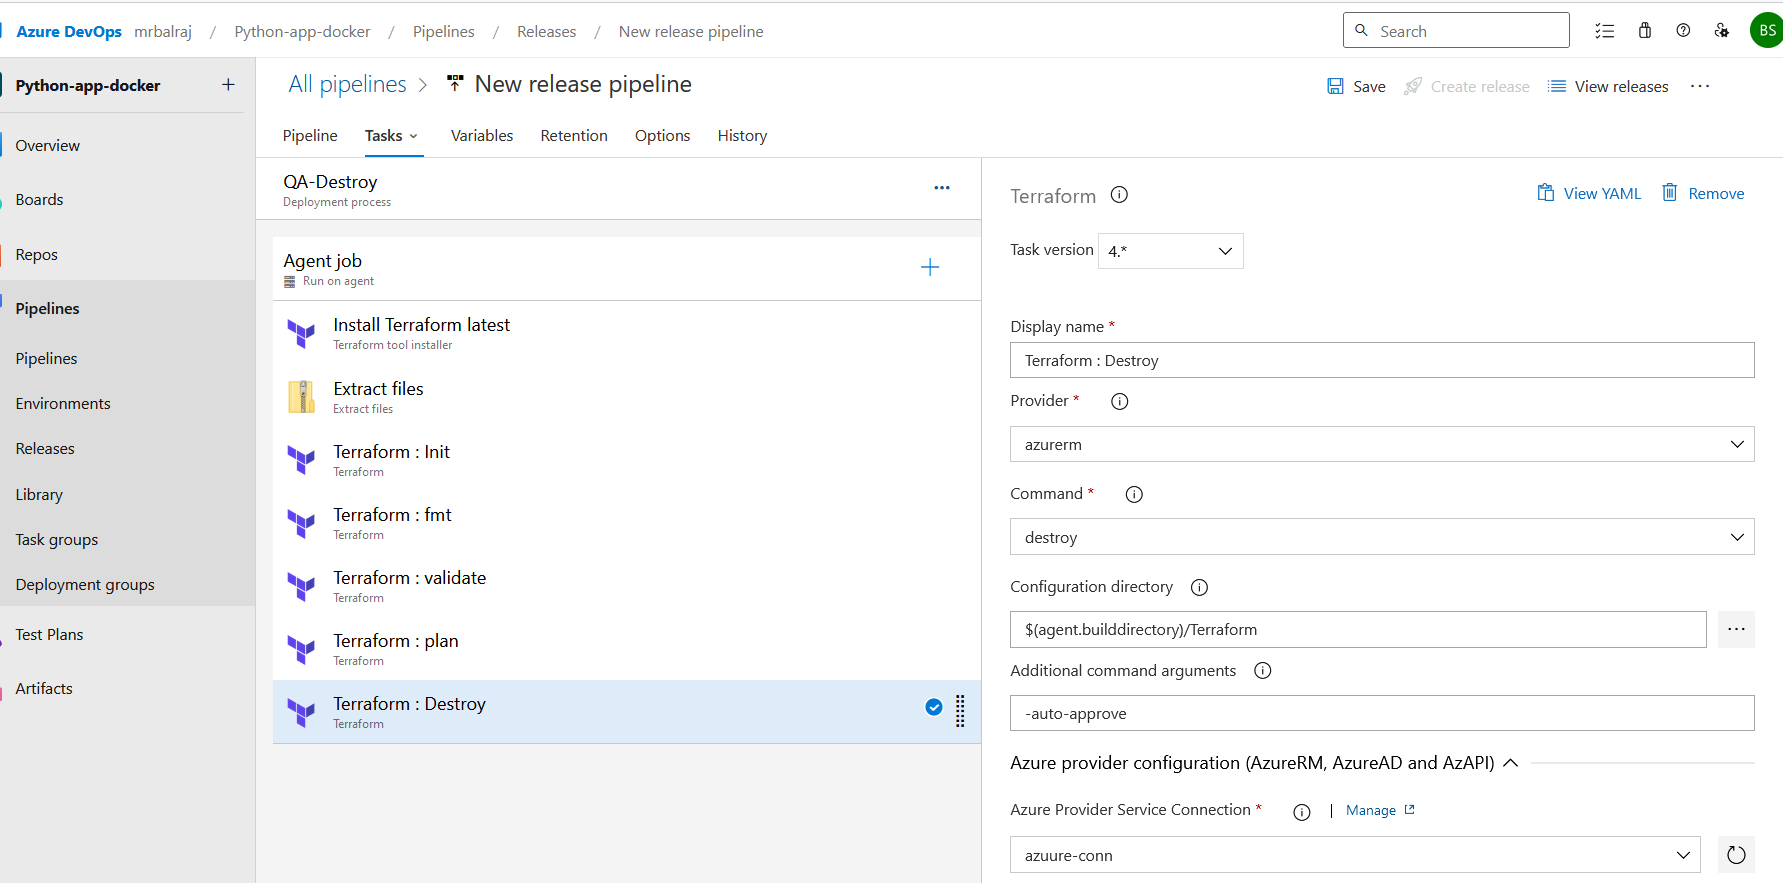 Azure DevOps mrbalraj / Python-app-docker / Pipelines / Releases / New release pipeline
Search
BS
Python-app-docker +
Overview
Boards
Repos
Pipelines
Pipelines
Environments
Releases
Library
Task groups
Deployment groups
Test Plans
Artifacts
All pipelines > New release pipeline
Save Create release View releases ...
Pipeline Tasks Variables Retention Options History
QA-Destroy
Deployment process
Agent job
Run on agent
Install Terraform latest
Terraform tool installer
Extract files
Extract files
Terraform : Init
Terraform
Terraform : fmt
Terraform
Terraform : validate
Terraform
Terraform : plan
Terraform
Terraform : Destroy
Terraform
Terraform
View YAML Remove
Task version 4.*
Display name *
Terraform : Destroy
Provider *
azurerm
Command *
destroy
Configuration directory
$(agent.builddirectory)/Terraform
...
Additional command arguments
-auto-approve
Azure provider configuration (AzureRM, AzureAD and AzAPI)
Azure Provider Service Connection * | Manage
azuure-conn